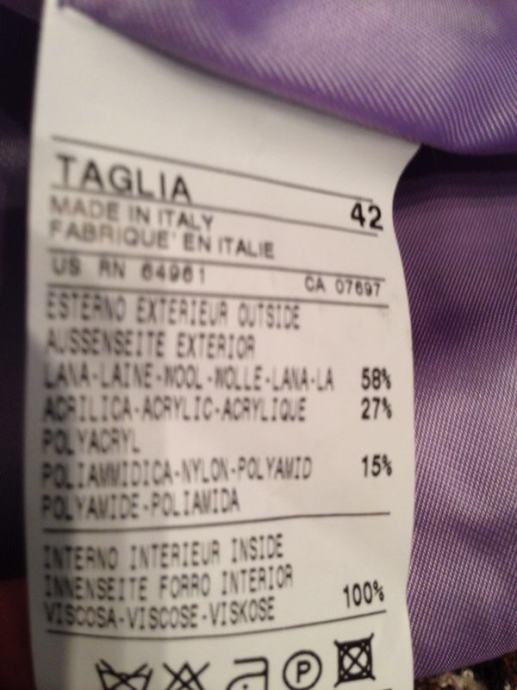 TAGLIA 42
MADE IN ITALY
FABRIQUE' EN ITALIE
US RN 64961 CA 07697
ESTERNO EXTERIEUR OUTSIDE
AUSSENSEITE EXTERIOR
LANA-LAINE-WOOL-WOLLE-LANA-LA 58%
ACRILICA-ACRYLIC-ACRYLIQUE 27%
POLYACRYL
POLIAMMIDICA-NYLON-POLYAMID 15%
POLYAMIDE-POLIAMIDA
INTERNO INTERIEUR INSIDE
INNENSEITE FORRO INTERIOR
VISCOSA-VISCOSE-VISKOSE 100%
P